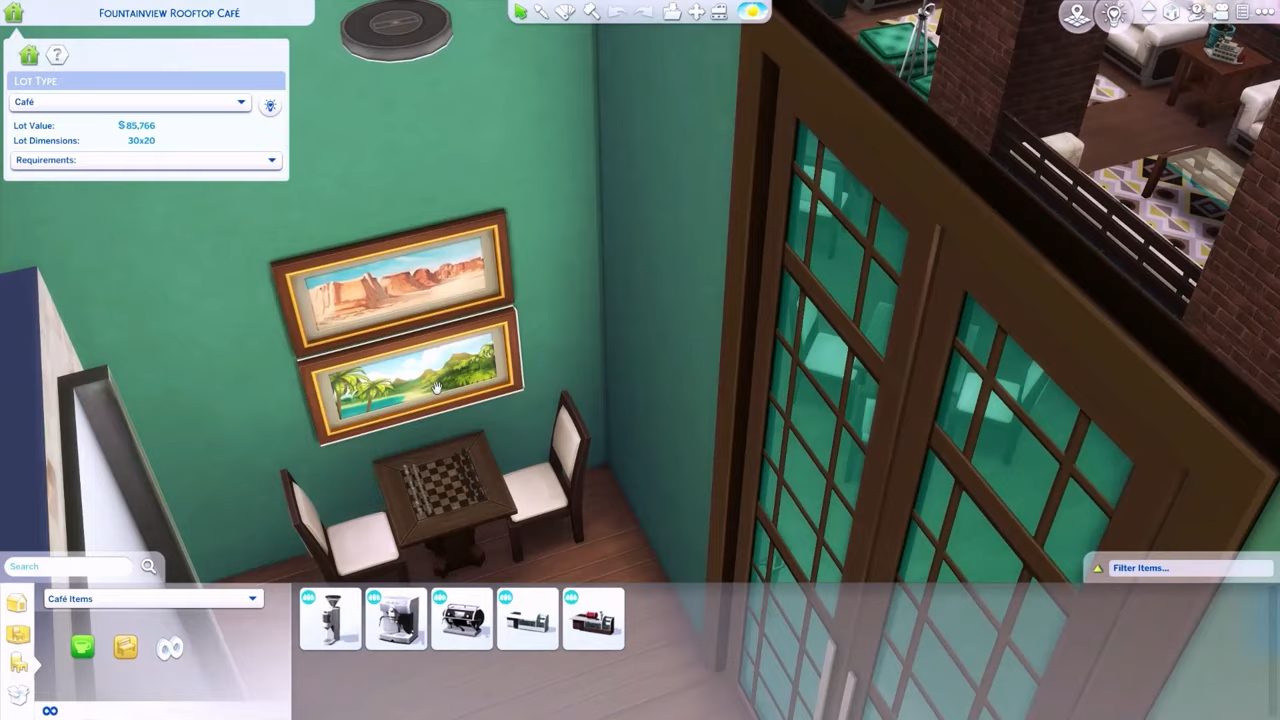 Fountainview Rooftop Café
Lot Type
Café
Lot Value: $85,766
Lot Dimensions: 30x20
Requirements:
Search
Filter Items...
Café Items